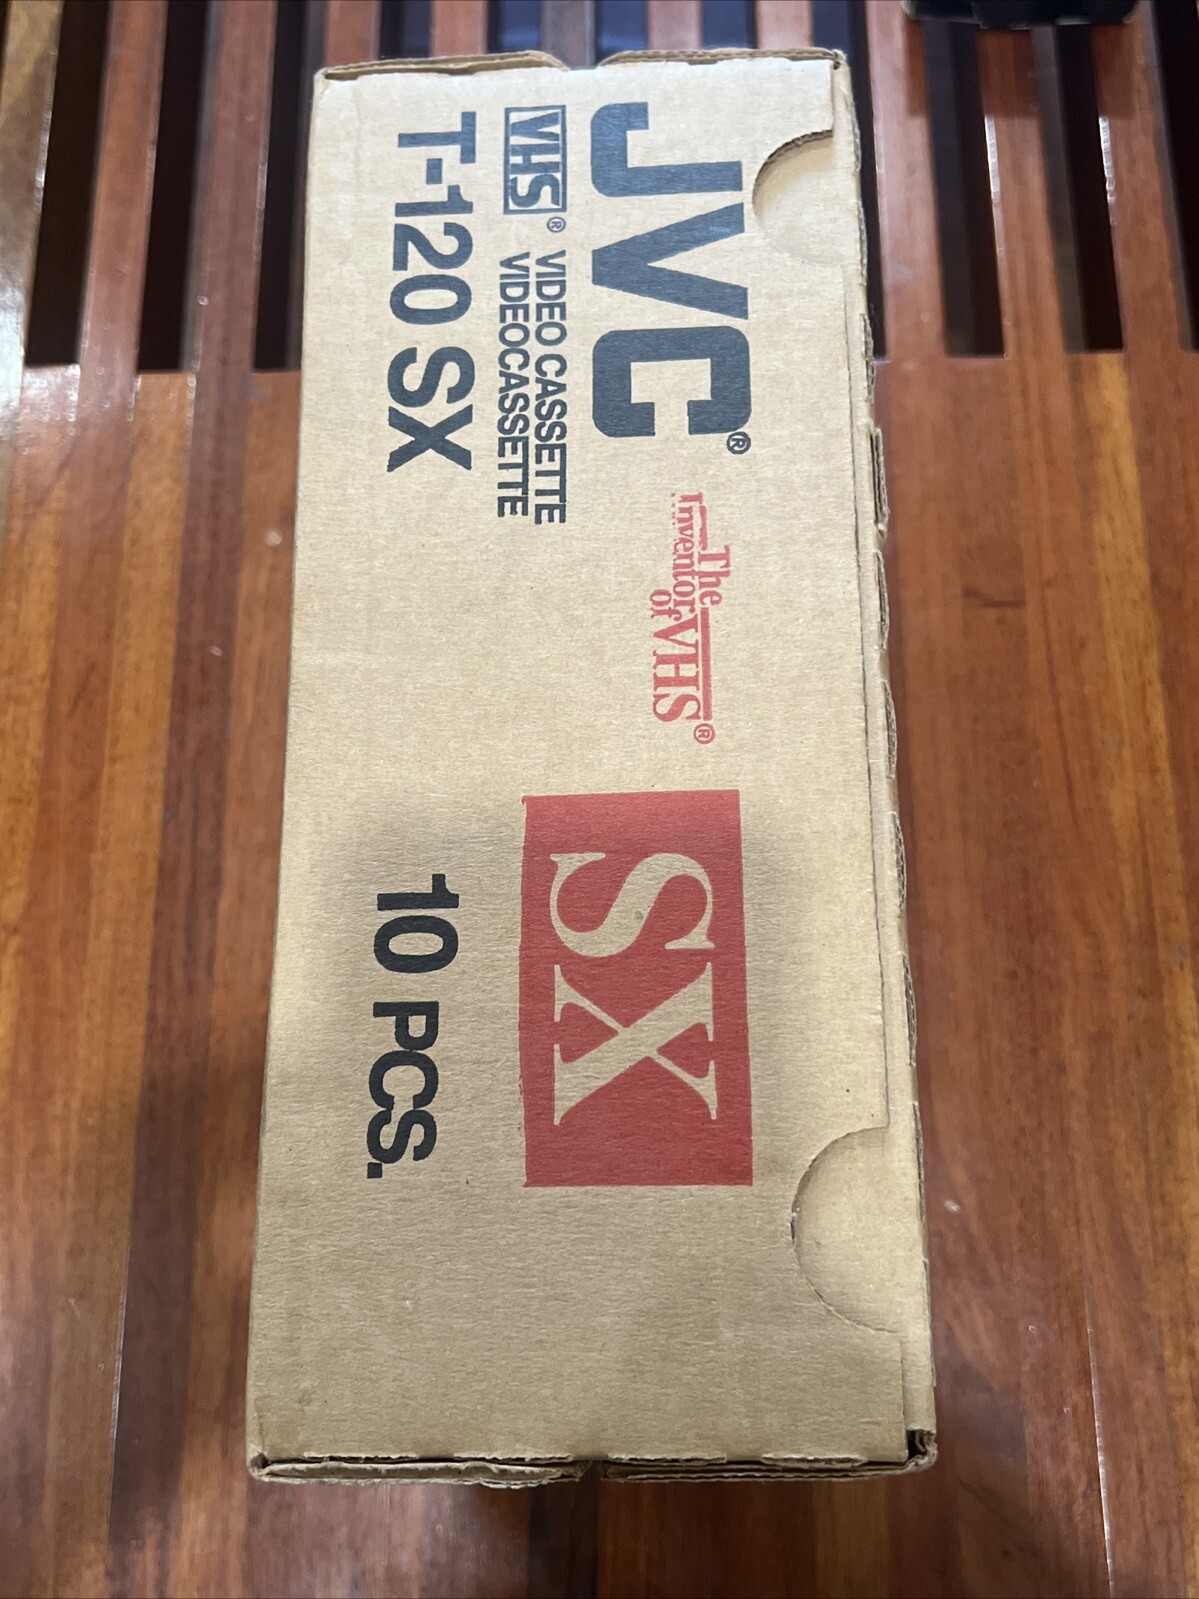 JVC®
The
Inventor
of VHS®
VHS® VIDEO CASSETTE
VIDEOCASSETTE
T-120 SX
SX
10 PCS.